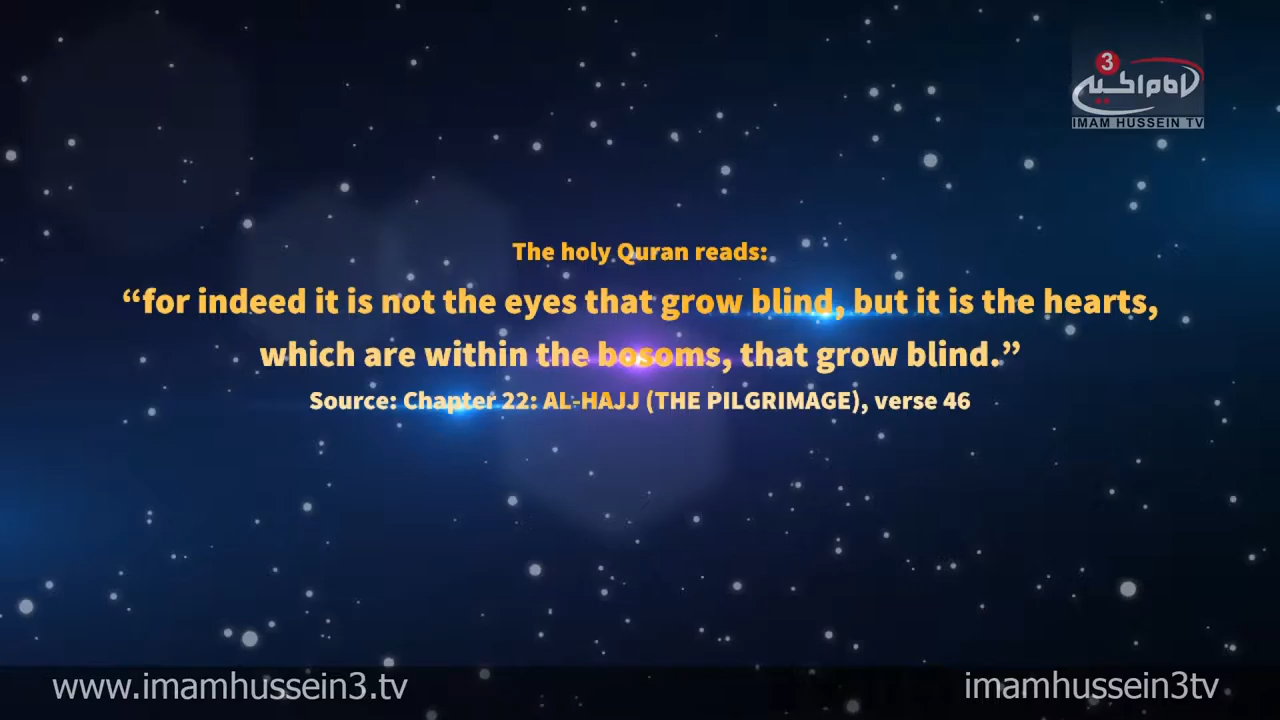 3
IMAM HUSSEIN TV
The holy Quran reads:
“for indeed it is not the eyes that grow blind, but it is the hearts,
which are within the bosoms, that grow blind.”
Source: Chapter 22: AL-HAJJ (THE PILGRIMAGE), verse 46
www.imamhussein3.tv
imamhussein3tv